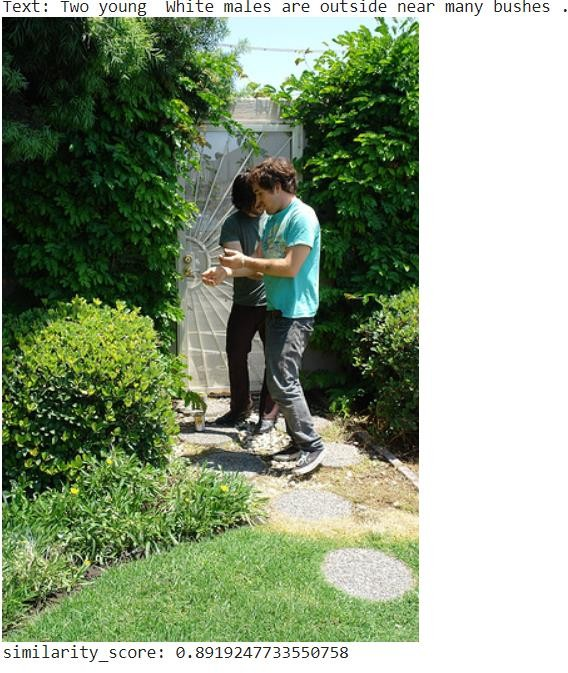 Text: Two young  White males are outside near many bushes .
similarity_score: 0.8919247733550758